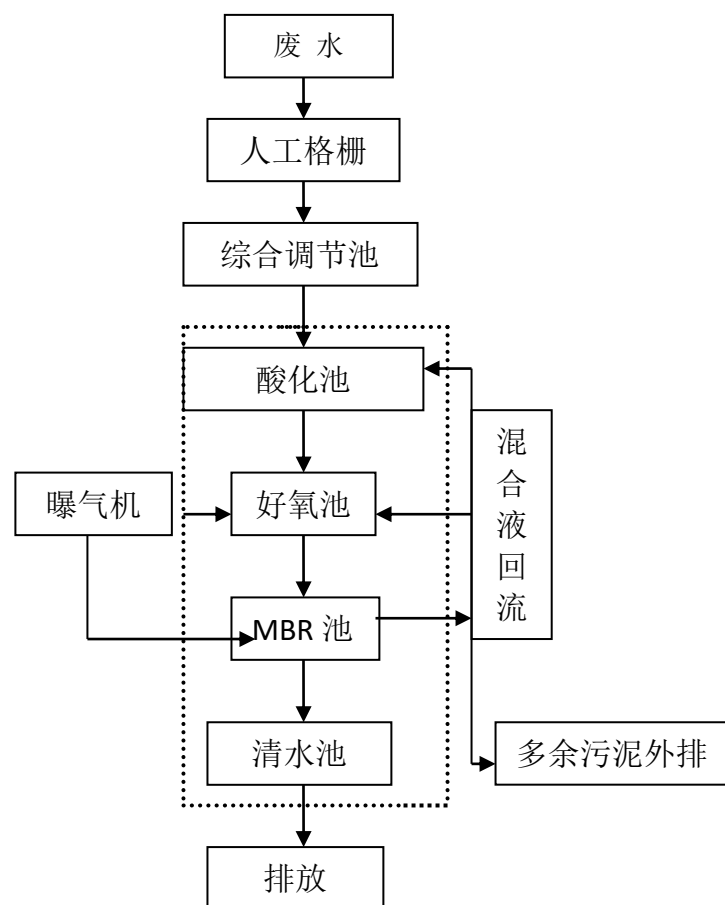 废 水
人工格栅
综合调节池
酸化池
混合液回流
曝气机
好氧池
MBR 池
清水池
多余污泥外排
排放